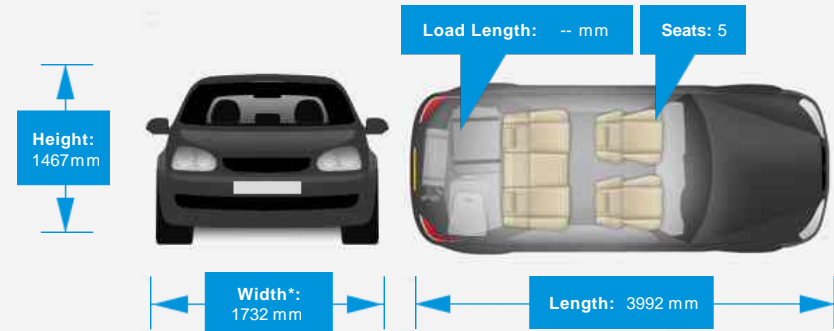 Load Length: -- mm
Seats: 5
Height:
1467mm
Width*:
1732 mm
Length: 3992 mm